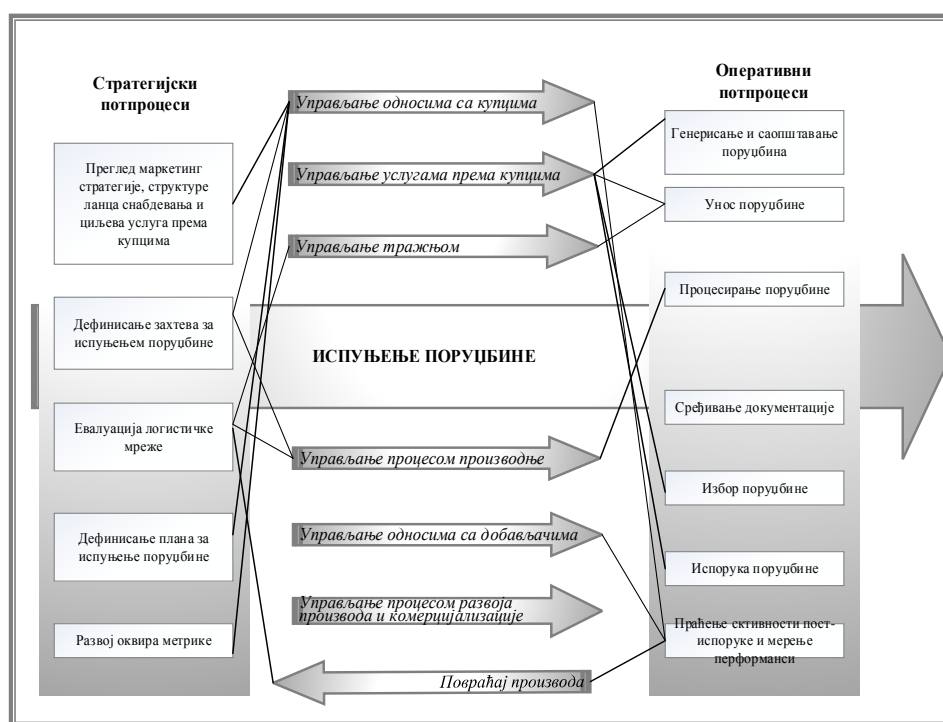 Стратегијски
потпроцеси
Преглед маркетинг
стратегије, структуре
ланца снабдевања и
циљева услуга према
купцима
Дефинисање захтева за
испуњењем поруџбине
Евалуација логистичке
мреже
Дефинисање плана за
испуњење поруџбине
Развој оквира метрике
Управљање односима са купцима
Управљање услугама према купцима
Управљање тражњом
ИСПУЊЕЊЕ ПОРУЏБИНЕ
Управљање процесом производње
Управљање односима са добављачима
Управљање процесом развоја
производа и комерцијализације
Повраћај производа
Оперативни
потпроцеси
Генерисање и саопштавање
поруџбина
Унос поруџбине
Процесирање поруџбине
Сређивање документације
Избор поруџбине
Испорука поруџбине
Праћење сктивности пост-
испоруке и мерење
перформанси